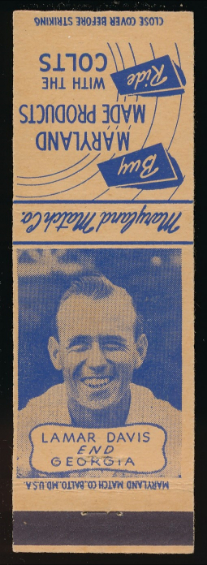 CLOSE COVER BEFORE STRIKING
Ride
WITH THE
COLTS
Buy
MARYLAND
MADE PRODUCTS
Maryland Match Co.
LAMAR DAVIS
END
GEORGIA
MARYLAND MATCH CO. BALTO. MD. U.S.A